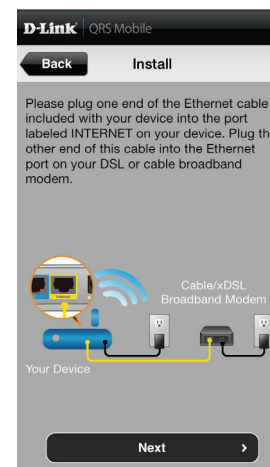 D-Link QRS Mobile
Back
Install
Please plug one end of the Ethernet cable
included with your device into the port
labeled INTERNET on your device. Plug th
other end of this cable into the Ethernet
port on your DSL or cable broadband
modem.
Internet
Cable/xDSL
Broadband Modem
Your Device
Next